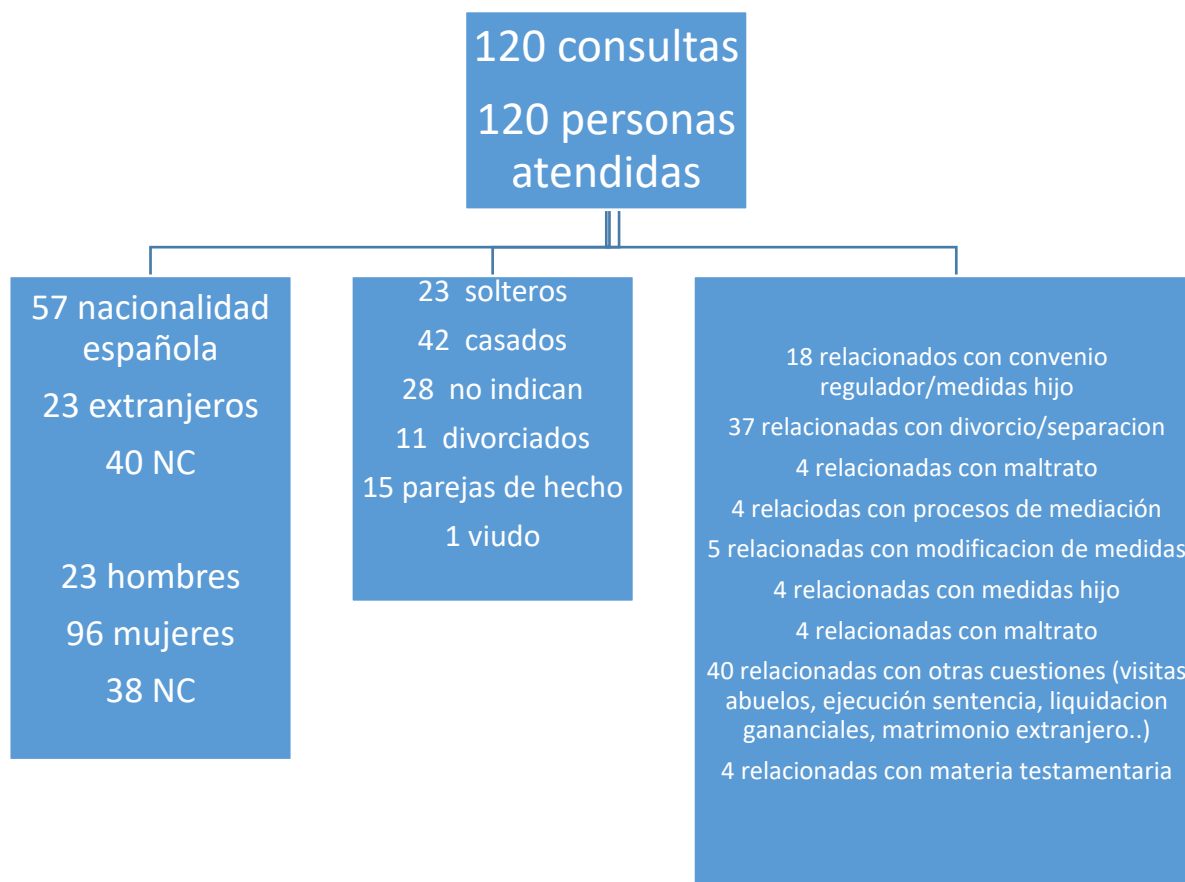 120 consultas
120 personas
atendidas
57 nacionalidad
española
23 extranjeros
40 NC
23 hombres
96 mujeres
38 NC
23 solteros
42 casados
28 no indican
11 divorciados
15 parejas de hecho
1 viudo
18 relacionados con convenio
regulador/medidas hijo
37 relacionadas con divorcio/separacion
4 relacionadas con maltrato
4 relaciodas con procesos de mediación
5 relacionadas con modificacion de medidas
4 relacionadas con medidas hijo
4 relacionadas con maltrato
40 relacionadas con otras cuestiones (visitas
abuelos, ejecución sentencia, liquidacion
gananciales, matrimonio extranjero..)
4 relacionadas con materia testamentaria